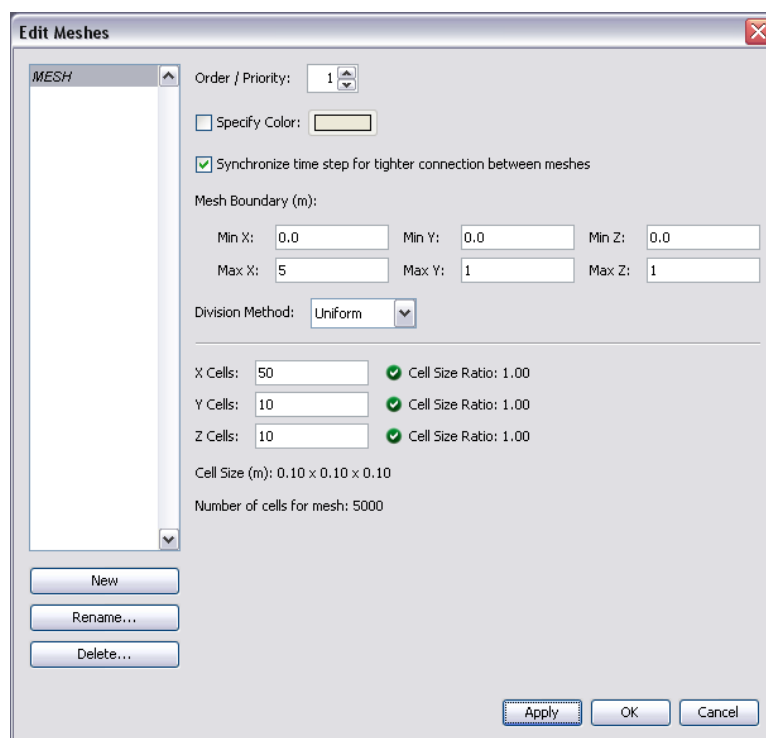 Edit Meshes
MESH
Order / Priority: 1
Specify Color:
Synchronize time step for tighter connection between meshes
Mesh Boundary (m):
Min X: 0.0 Min Y: 0.0 Min Z: 0.0
Max X: 5 Max Y: 1 Max Z: 1
Division Method: Uniform
X Cells: 50 Cell Size Ratio: 1.00
Y Cells: 10 Cell Size Ratio: 1.00
Z Cells: 10 Cell Size Ratio: 1.00
Cell Size (m): 0.10 x 0.10 x 0.10
Number of cells for mesh: 5000
New
Rename...
Delete...
Apply OK Cancel